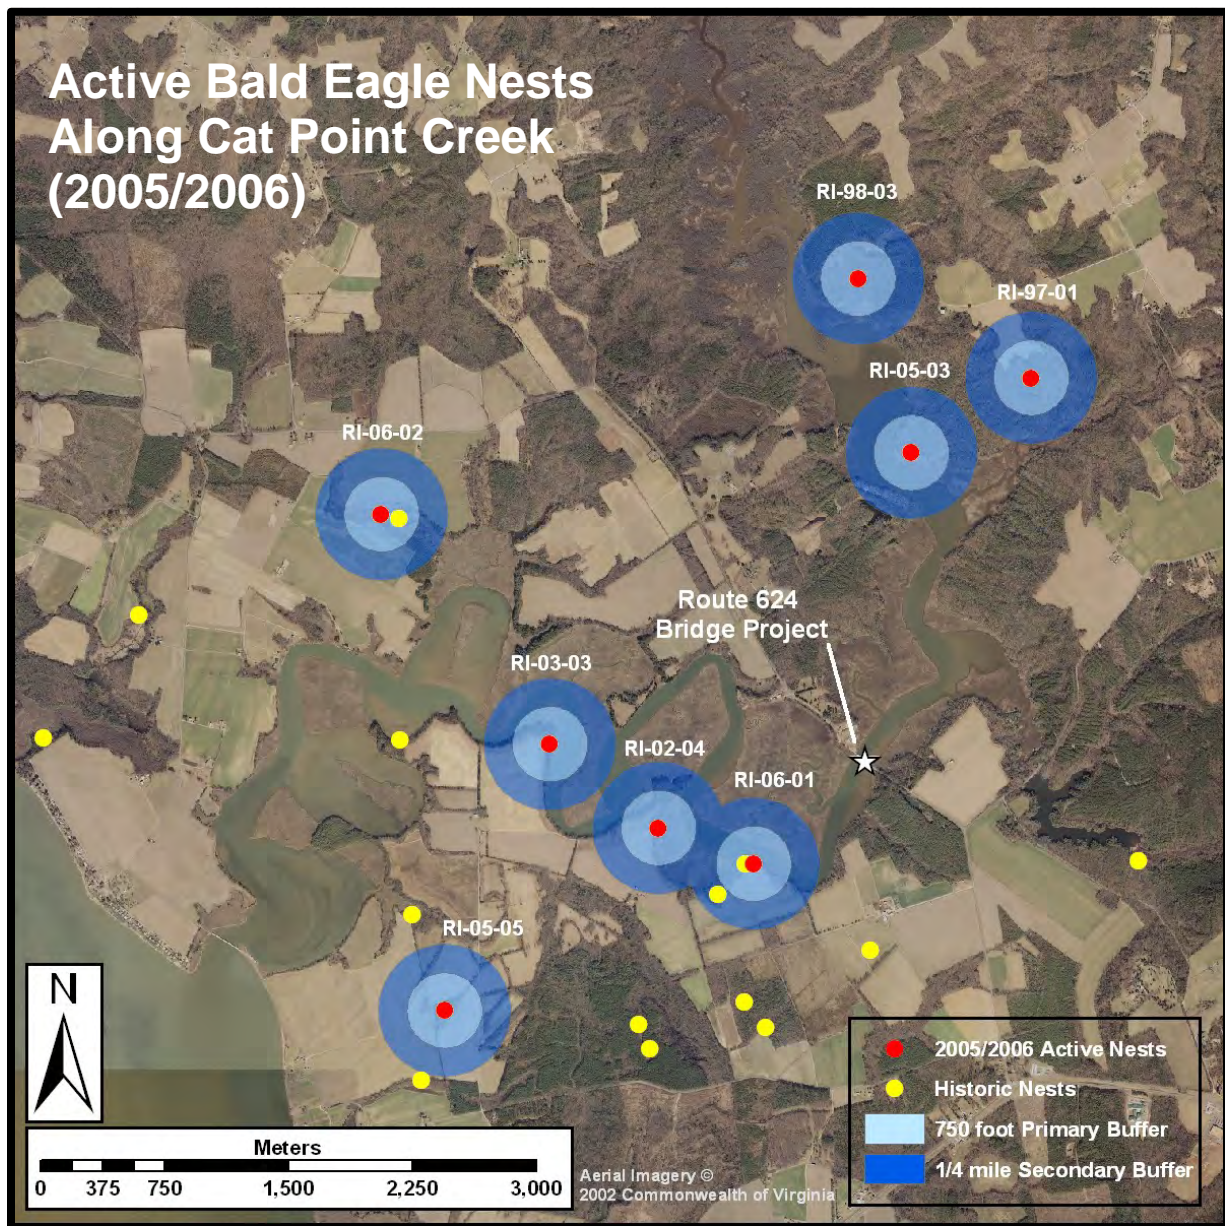 Active Bald Eagle Nests
Along Cat Point Creek
(2005/2006)
RI-98-03
RI-97-01
RI-05-03
RI-06-02
Route 624
Bridge Project
RI-03-03
RI-02-04
RI-06-01
RI-05-05
N
2005/2006 Active Nests
Historic Nests
750 foot Primary Buffer
1/4 mile Secondary Buffer
Meters
0 375 750 1,500 2,250 3,000
Aerial Imagery ©
2002 Commonwealth of Virginia